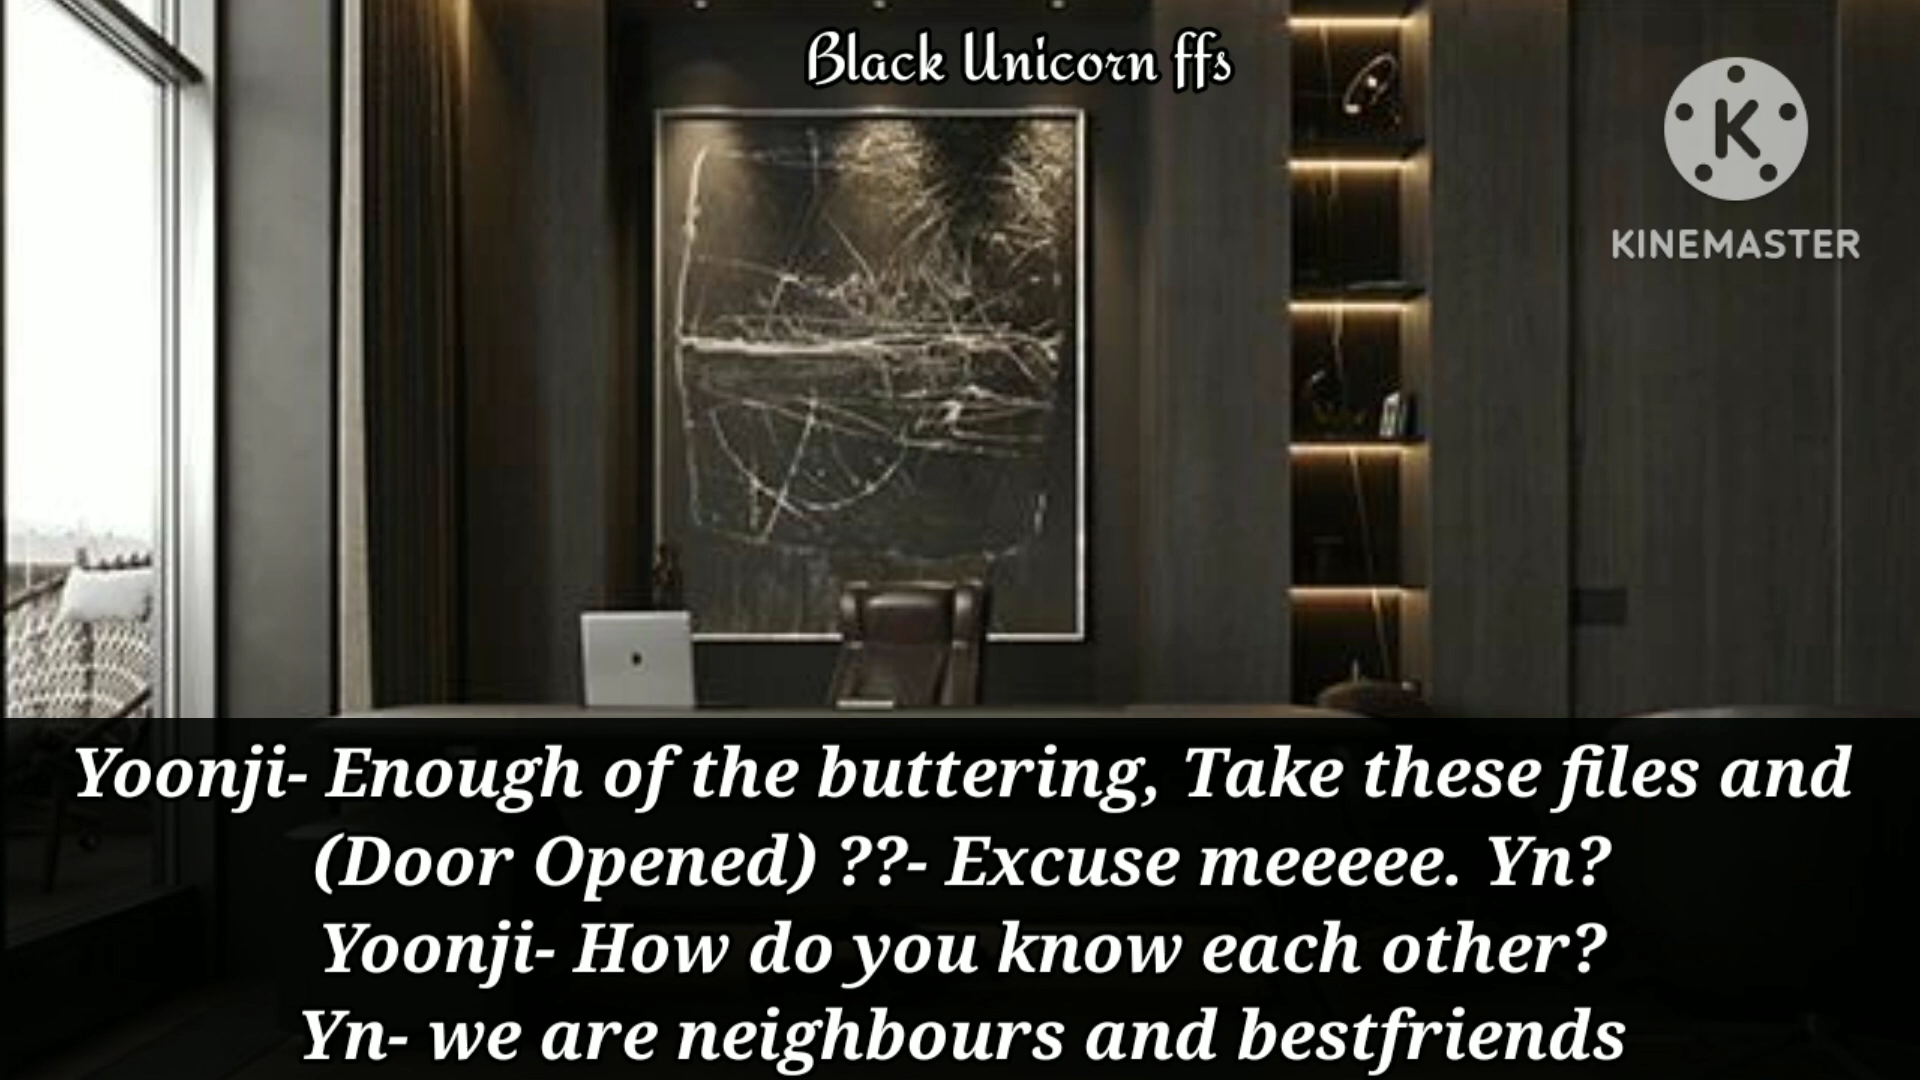 Black Unicorn ffs
K
KINEMASTER
Yoonji- Enough of the buttering, Take these files and
(Door Opened) ??- Excuse meeeee. Yn?
Yoonji- How do you know each other?
Yn- we are neighbours and bestfriends